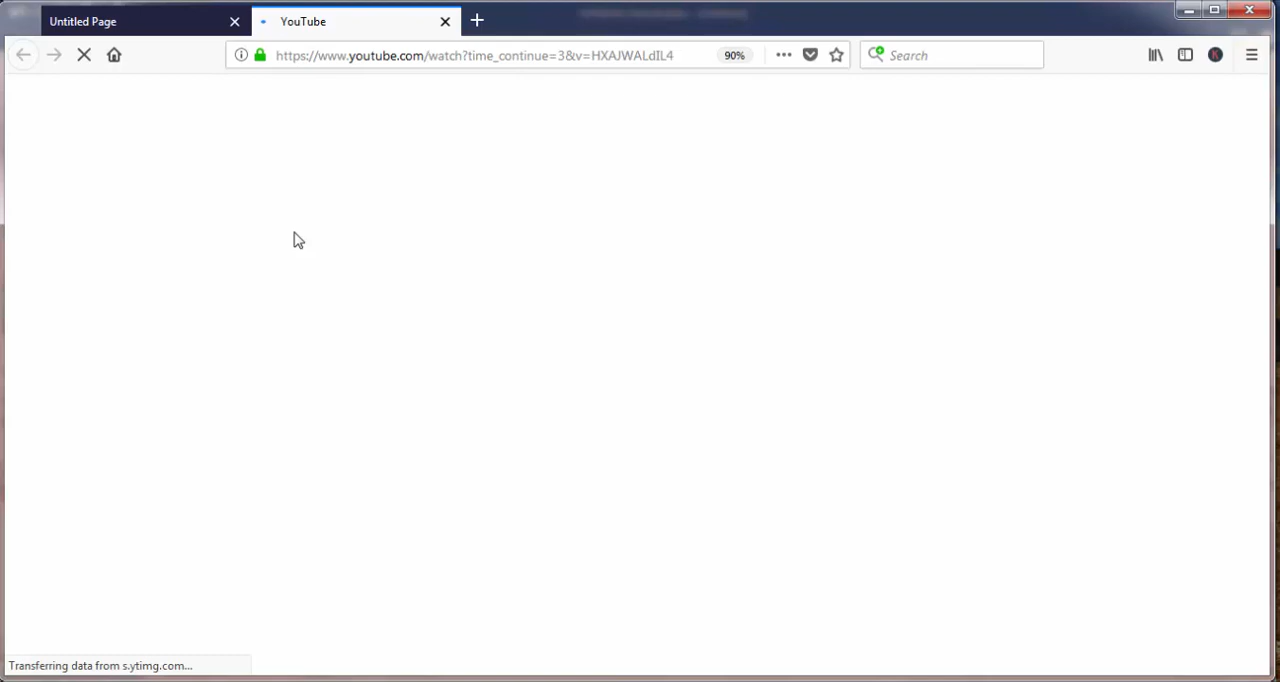 Untitled Page
YouTube
https://www.youtube.com/watch?time_continue=3&v=HXAJWALdIL4
90%
Search
K
Transferring data from s.ytimg.com...